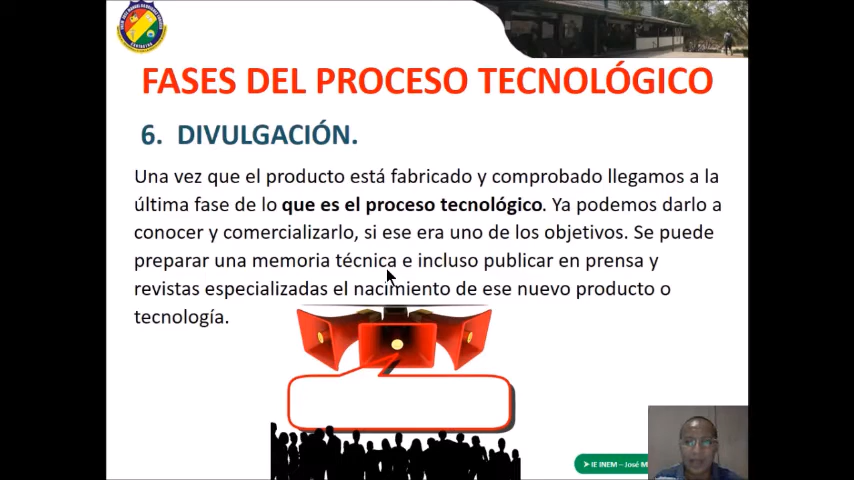 FASES DEL PROCESO TECNOLÓGICO
6. DIVULGACIÓN.
Una vez que el producto está fabricado y comprobado llegamos a la
última fase de lo que es el proceso tecnológico. Ya podemos darlo a
conocer y comercializarlo, si ese era uno de los objetivos. Se puede
preparar una memoria técnica e incluso publicar en prensa y
revistas especializadas el nacimiento de ese nuevo producto o
tecnología.
➤ IE INEM – José M